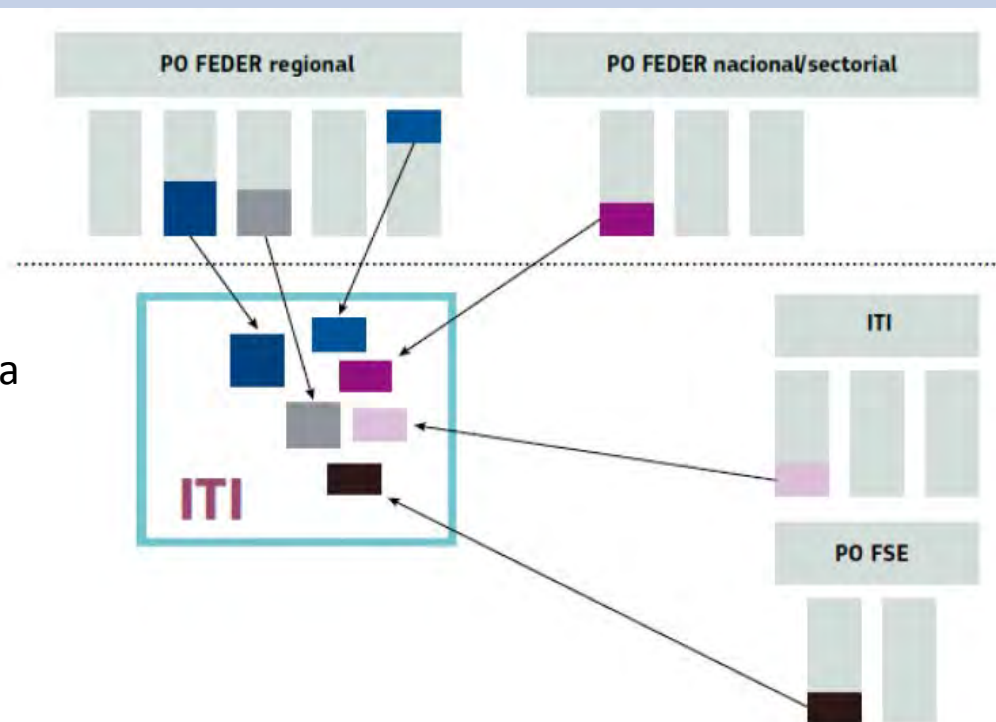 PO FEDER regional
PO FEDER nacional/sectorial
ITI
a
ITI
PO FSE